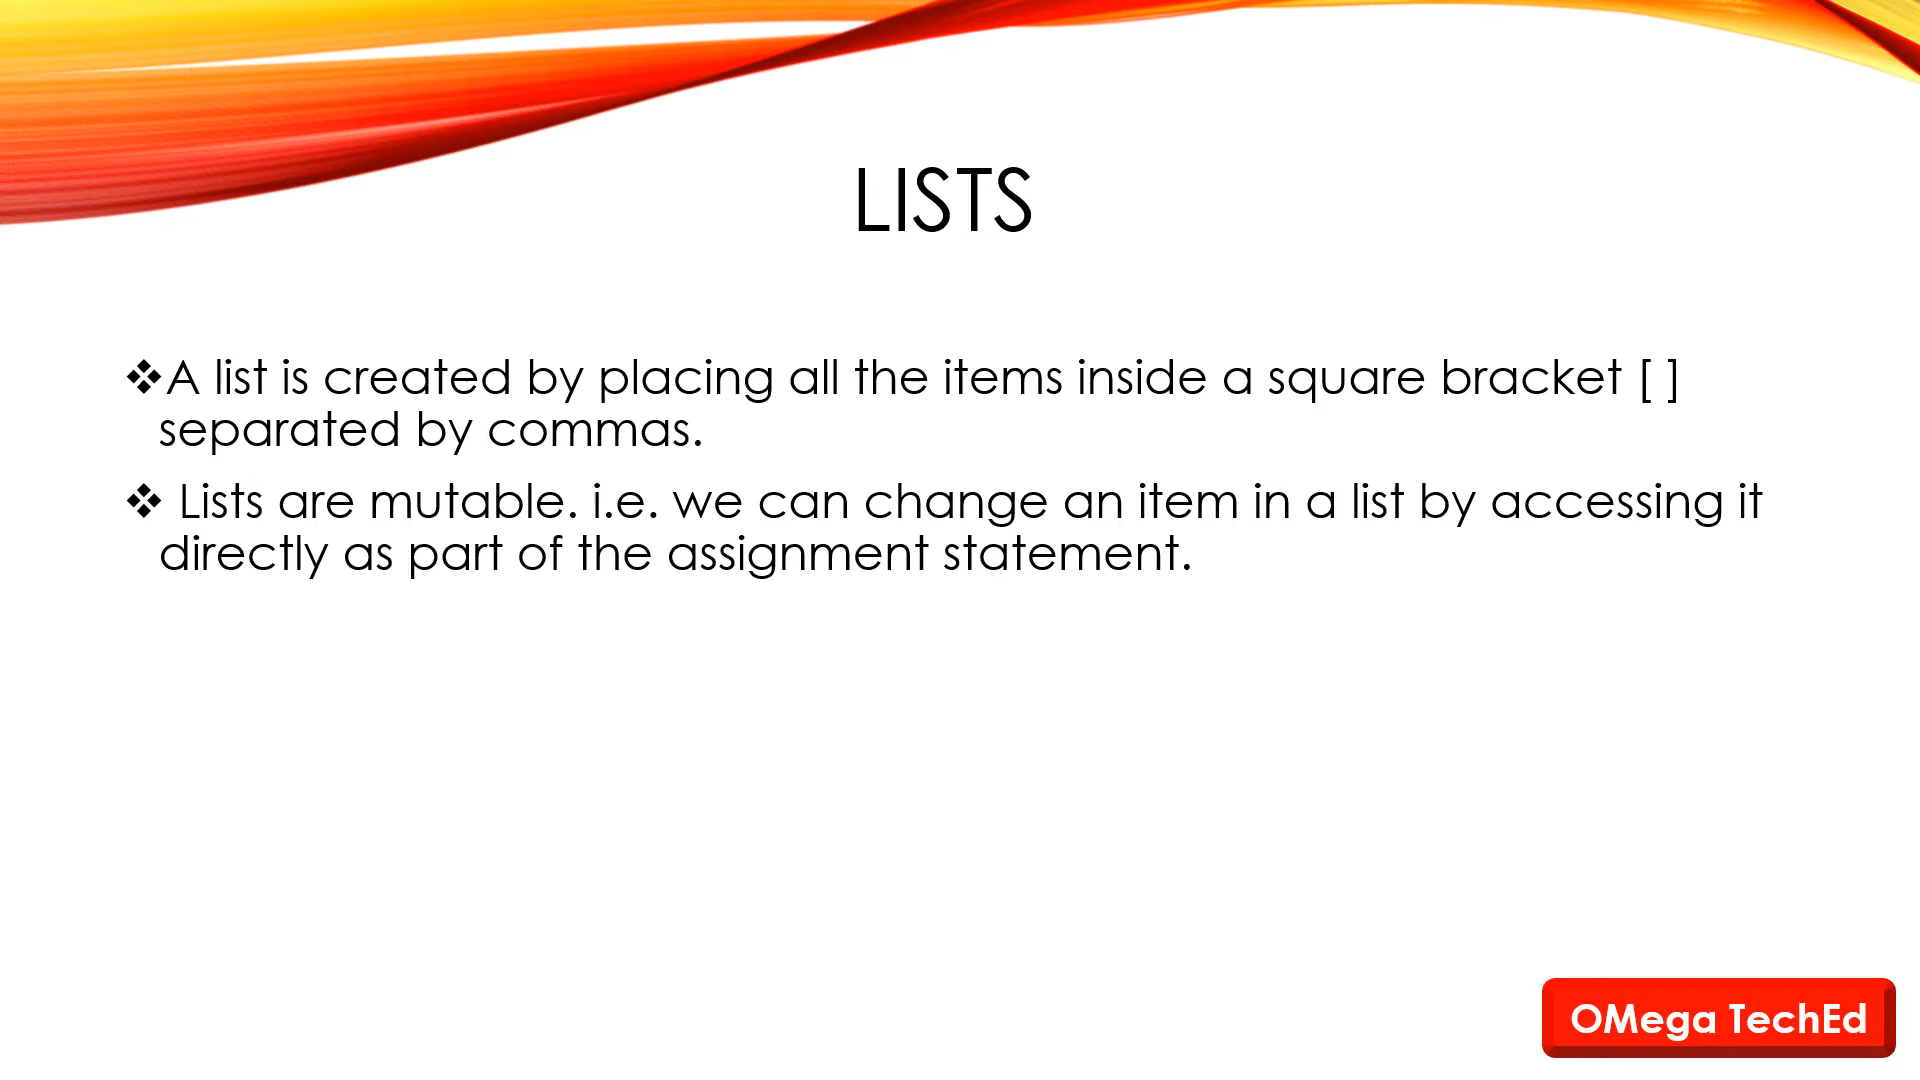 LISTS
❖A list is created by placing all the items inside a square bracket [ ]
separated by commas.
❖ Lists are mutable. i.e. we can change an item in a list by accessing it
directly as part of the assignment statement.
OMega TechEd